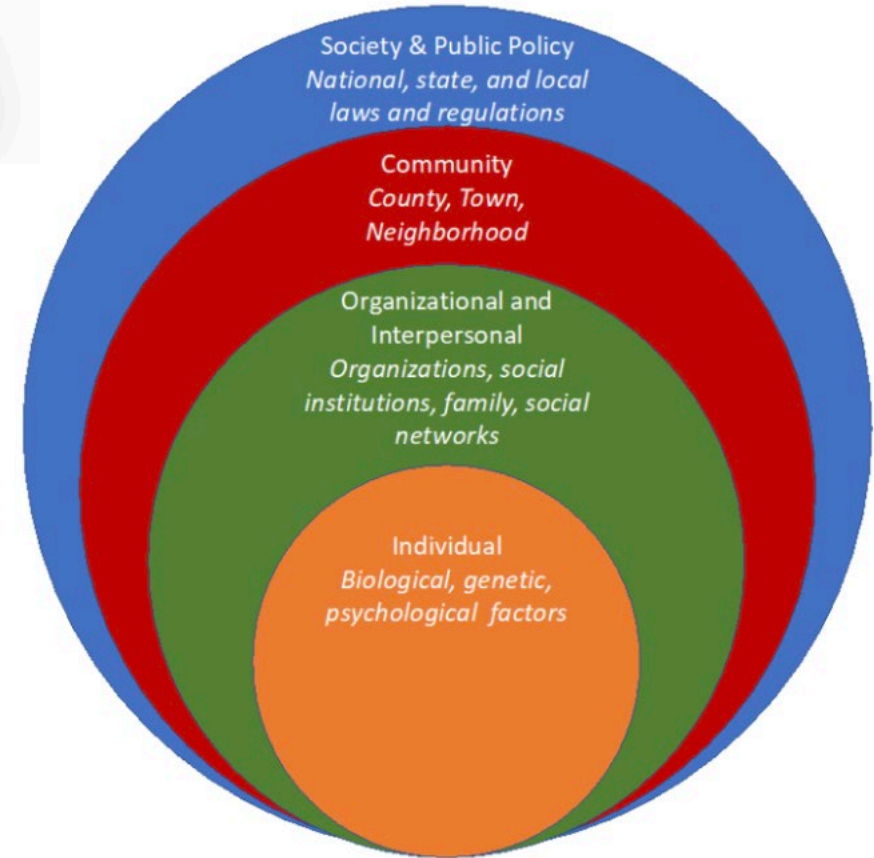 Society & Public Policy
National, state, and local
laws and regulations
Community
County, Town,
Neighborhood
Organizational and
Interpersonal
Organizations, social
institutions, family, social
networks
Individual
Biological, genetic,
psychological factors